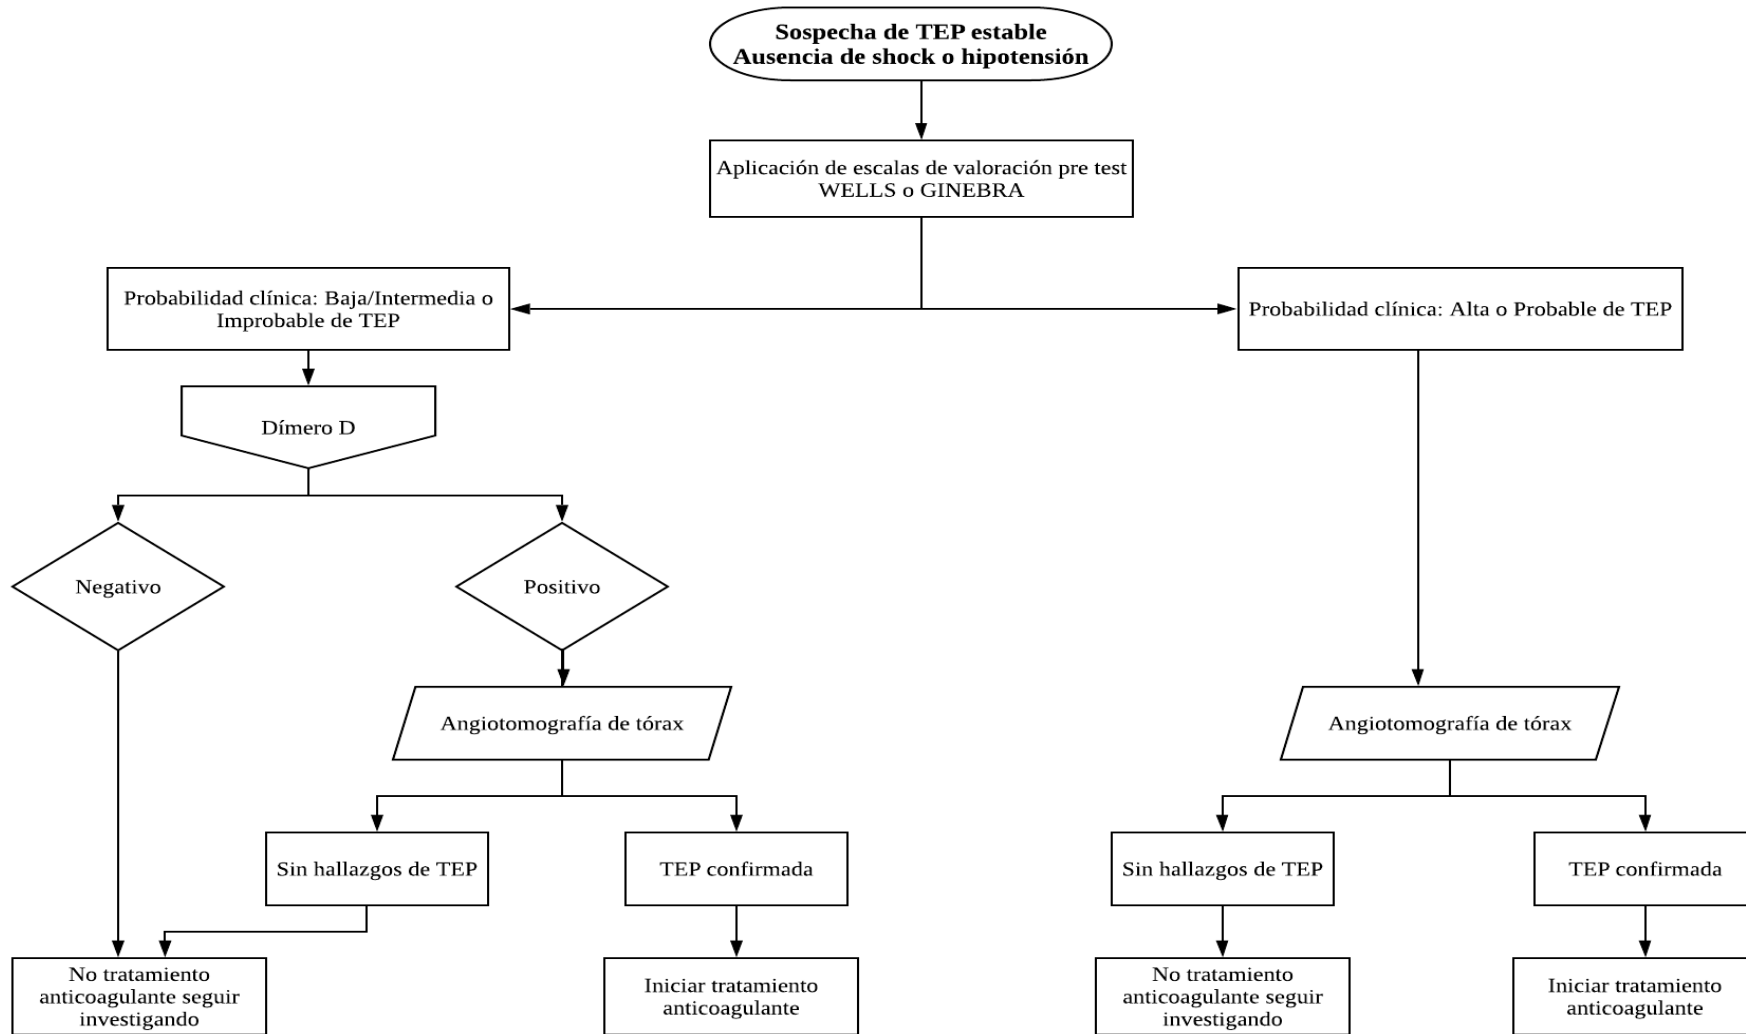 Sospecha de TEP estable
Ausencia de shock o hipotensión
Aplicación de escalas de valoración pre test
WELLS o GINEBRA
Probabilidad clínica: Baja/Intermedia o
Improbable de TEP
Probabilidad clínica: Alta o Probable de TEP
Dímero D
Negativo
Positivo
Angiotomografía de tórax
Angiotomografía de tórax
Sin hallazgos de TEP
TEP confirmada
Sin hallazgos de TEP
TEP confirmada
No tratamiento
anticoagulante seguir
investigando
Iniciar tratamiento
anticoagulante
No tratamiento
anticoagulante seguir
investigando
Iniciar tratamiento
anticoagulante